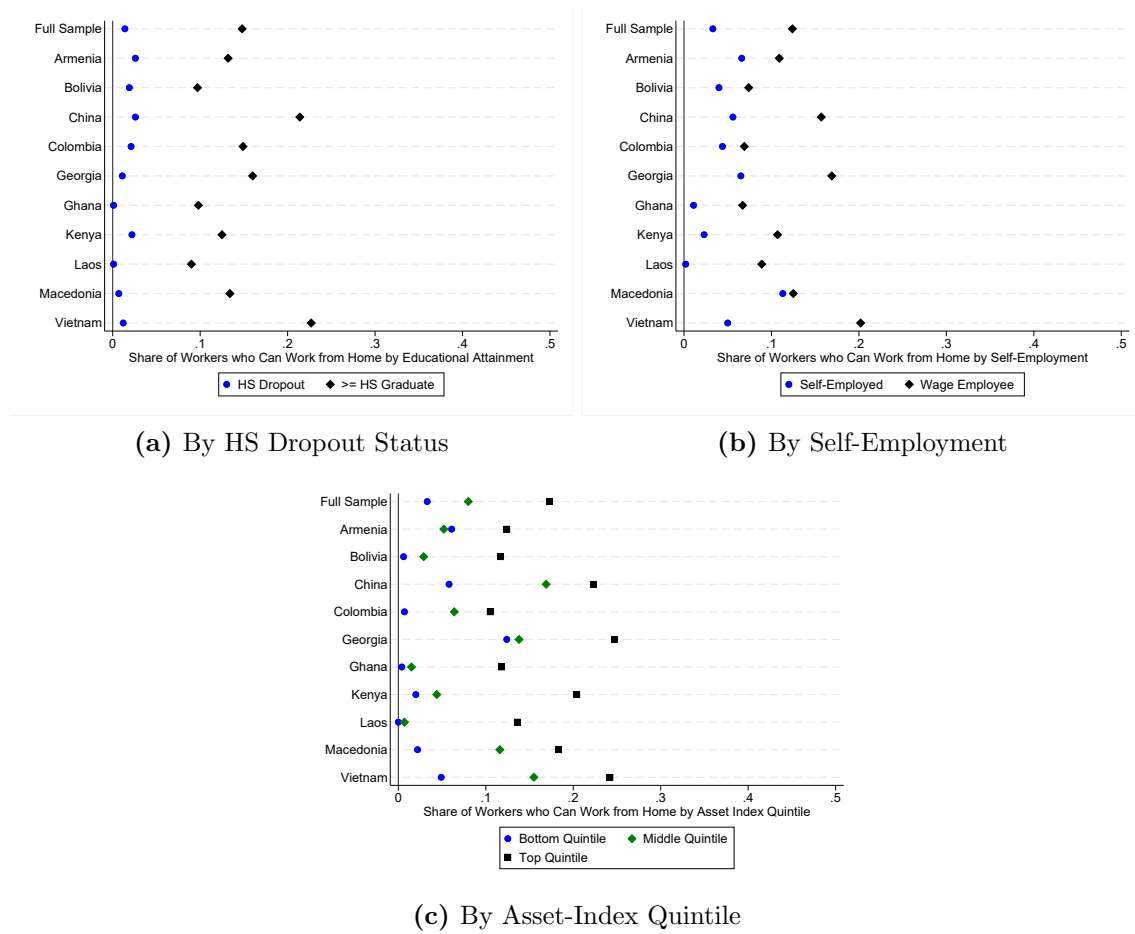 Full Sample
Armenia
Bolivia
China
Colombia
Georgia
Ghana
Kenya
Laos
Macedonia
Vietnam
0 .1 .2 .3 .4 .5
Share of Workers who Can Work from Home by Educational Attainment
HS Dropout >= HS Graduate
(a) By HS Dropout Status
Full Sample
Armenia
Bolivia
China
Colombia
Georgia
Ghana
Kenya
Laos
Macedonia
Vietnam
0 .1 .2 .3 .4 .5
Share of Workers who Can Work from Home by Self-Employment
Self-Employed Wage Employee
(b) By Self-Employment
Full Sample
Armenia
Bolivia
China
Colombia
Georgia
Ghana
Kenya
Laos
Macedonia
Vietnam
0 .1 .2 .3 .4 .5
Share of Workers who Can Work from Home by Asset Index Quintile
Bottom Quintile Middle Quintile
Top Quintile
(c) By Asset-Index Quintile